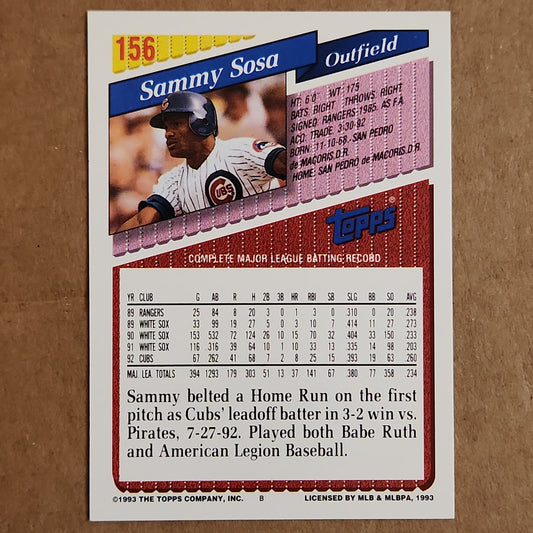 156
Sammy Sosa
Outfield
CUBS
HT: 6'0" WT: 175
BATS: RIGHT THROWS: RIGHT
SIGNED: RANGERS-1985, AS F.A.
ACQ: TRADE, 3-30-92
BORN: 11-10-68, SAN PEDRO
de MACORIS, D.R.
HOME: SAN PEDRO de MACORIS, D.R.
Topps®
COMPLETE MAJOR LEAGUE BATTING RECORD
YR CLUB G AB R H 2B 3B HR RBI SB SLG BB SO AVG
89 RANGERS 25 84 8 20 3 0 1 3 0 310 0 20 238
89 WHITE SOX 33 99 19 27 5 0 3 10 7 414 11 27 273
90 WHITE SOX 153 532 72 124 26 10 15 70 32 404 33 150 233
91 WHITE SOX 116 316 39 64 10 1 10 33 13 335 14 98 203
92 CUBS 67 262 41 68 7 2 8 25 15 393 19 63 260
MAJ. LEA. TOTALS 394 1293 179 303 51 13 37 141 67 380 77 358 234
Sammy belted a Home Run on the first
pitch as Cubs' leadoff batter in 3-2 win vs.
Pirates, 7-27-92. Played both Babe Ruth
and American Legion Baseball.
©1993 THE TOPPS COMPANY, INC. B LICENSED BY MLB & MLBPA, 1993